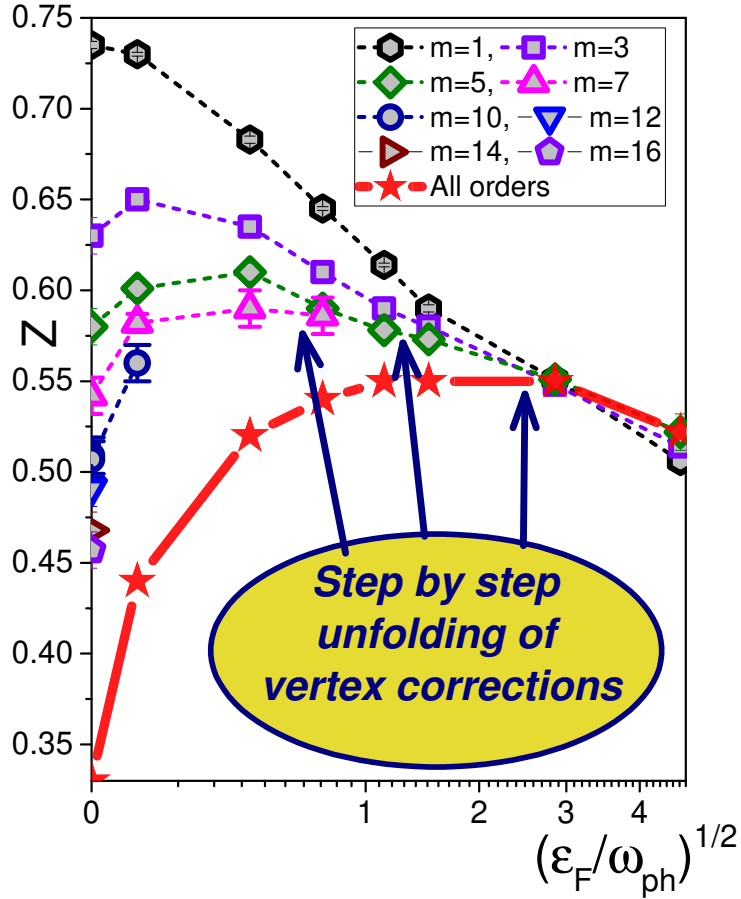 0.75
0.70
0.65
0.60
0.55
0.50
0.45
0.40
0.35
Z
m=1, m=3
m=5, m=7
m=10, m=12
m=14, m=16
All orders
Step by step
unfolding of
vertex corrections
0 1 2 3 4
(ε_F/ω_ph)^1/2